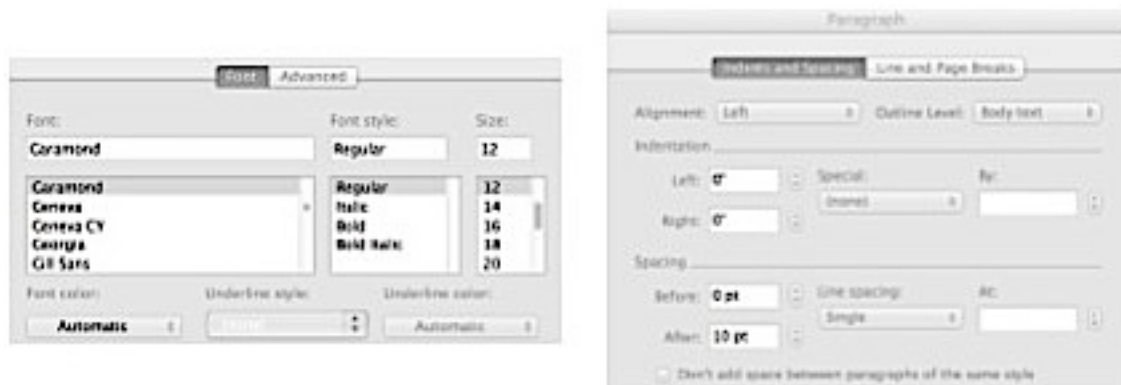 Font Advanced
Font: Font style: Size:
Garamond Regular 12
Garamond Regular 12
Geneva Italic 14
Geneva CY Bold 16
Georgia Bold Italic 18
Gill Sans 20
Font color: Underline style: Underline color:
Automatic Automatic
Paragraph
Indents and Spacing Line and Page Breaks
Alignment: Left Outline Level: Body text
Indentation
Left: 0" Special: By:
(none)
Right: 0"
Spacing
Before: 0 pt Line spacing: At:
Single
After: 10 pt
Don't add space between paragraphs of the same style